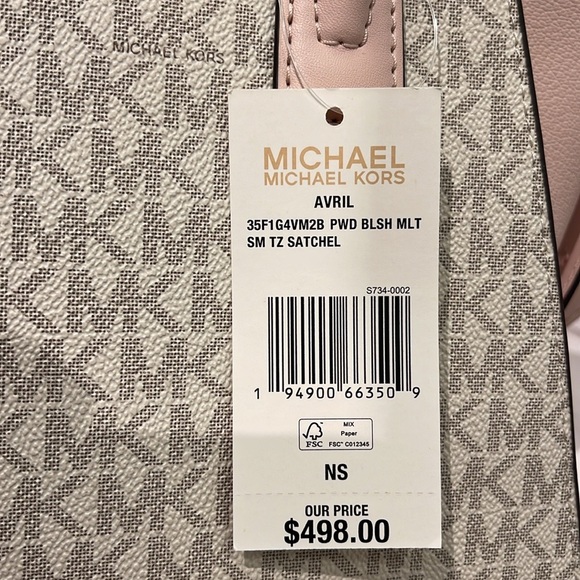 MICHAEL KORS
MICHAEL
MICHAEL KORS
AVRIL
35F1G4VM2B PWD BLSH MLT
SM TZ SATCHEL
S734-0002
1 94900 66350 9
FSC
MIX
Paper
FSC™ C012345
NS
OUR PRICE
$498.00